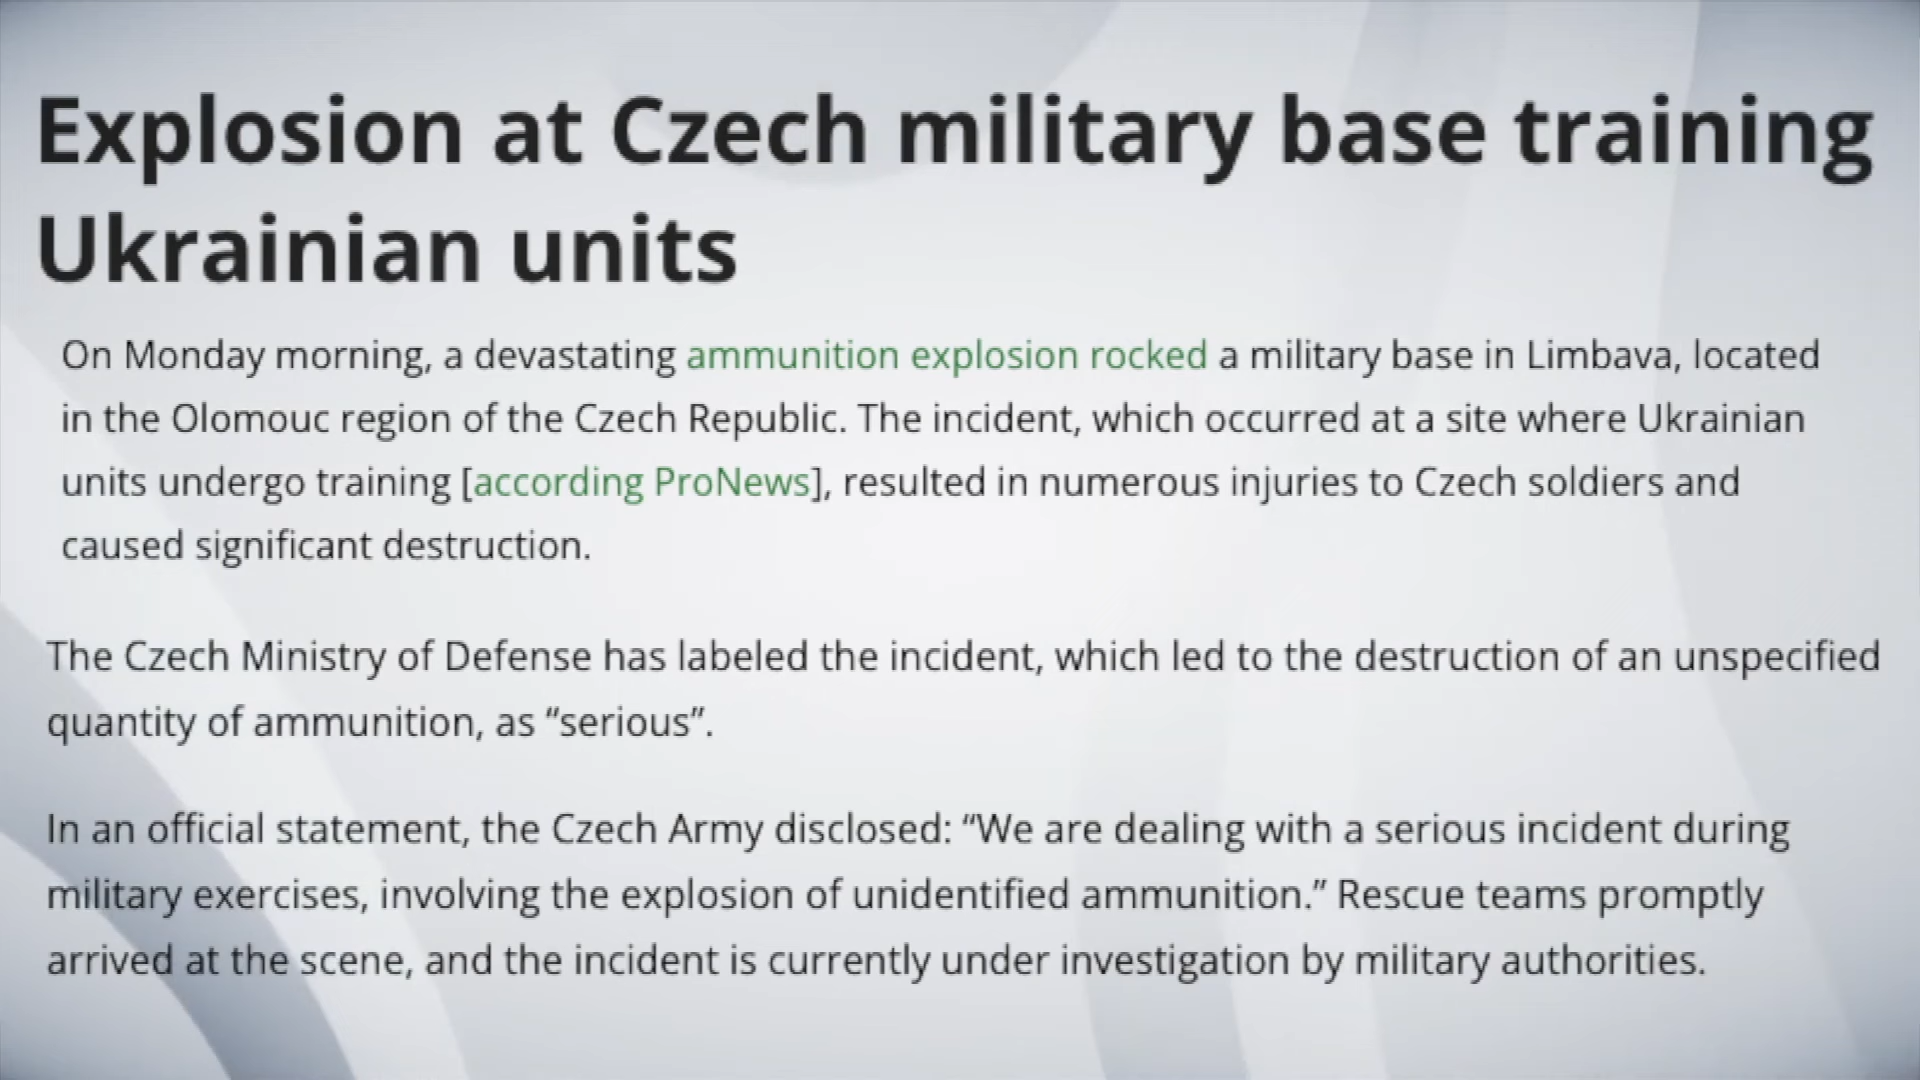 Explosion at Czech military base training
Ukrainian units
On Monday morning, a devastating ammunition explosion rocked a military base in Limbava, located
in the Olomouc region of the Czech Republic. The incident, which occurred at a site where Ukrainian
units undergo training [according ProNews], resulted in numerous injuries to Czech soldiers and
caused significant destruction.
The Czech Ministry of Defense has labeled the incident, which led to the destruction of an unspecified
quantity of ammunition, as “serious”.
In an official statement, the Czech Army disclosed: “We are dealing with a serious incident during
military exercises, involving the explosion of unidentified ammunition.” Rescue teams promptly
arrived at the scene, and the incident is currently under investigation by military authorities.